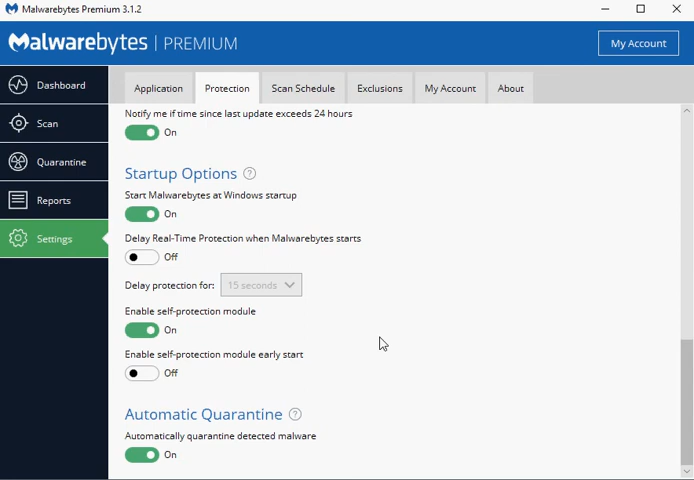 Malwarebytes Premium 3.1.2
Malwarebytes | PREMIUM
My Account
Dashboard
Scan
Quarantine
Reports
Settings
Application
Protection
Scan Schedule
Exclusions
My Account
About
Notify me if time since last update exceeds 24 hours
On
Startup Options ?
Start Malwarebytes at Windows startup
On
Delay Real-Time Protection when Malwarebytes starts
Off
Delay protection for: 15 seconds
Enable self-protection module
On
Enable self-protection module early start
Off
Automatic Quarantine ?
Automatically quarantine detected malware
On